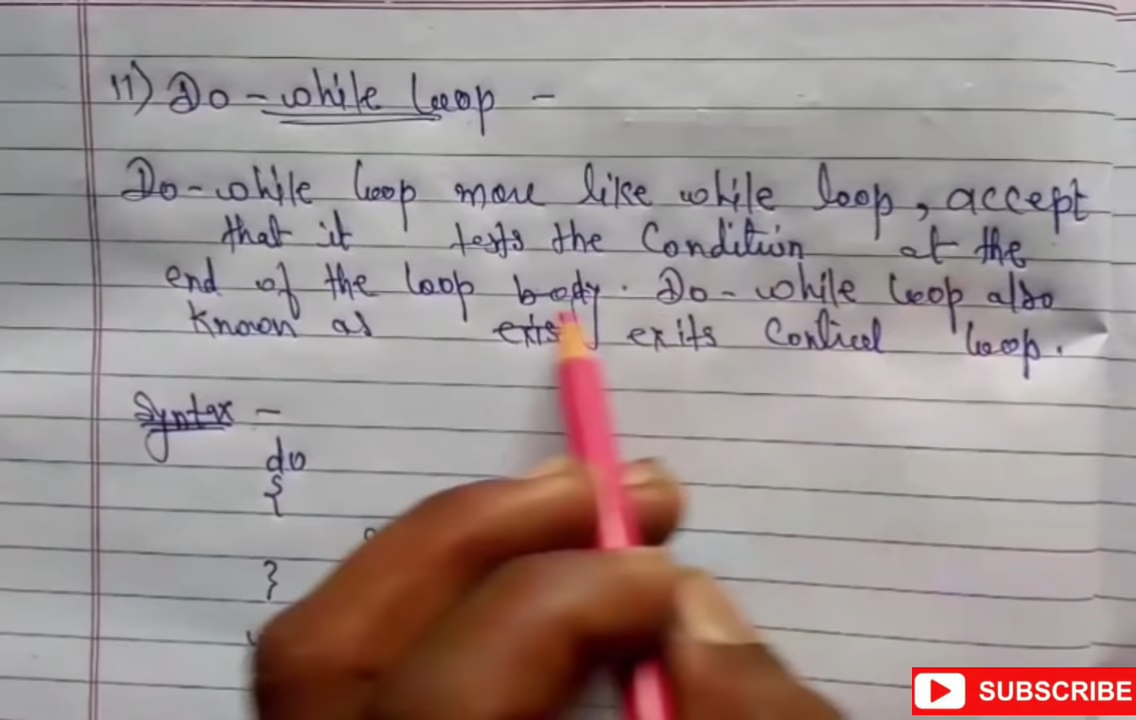 11) Do-while loop -
Do-while loop more like while loop, accept
that it tests the Condition at the
end of the loop body. Do-while loop also
known as exits exits Control loop.
Syntax -
do
{
}
SUBSCRIBE